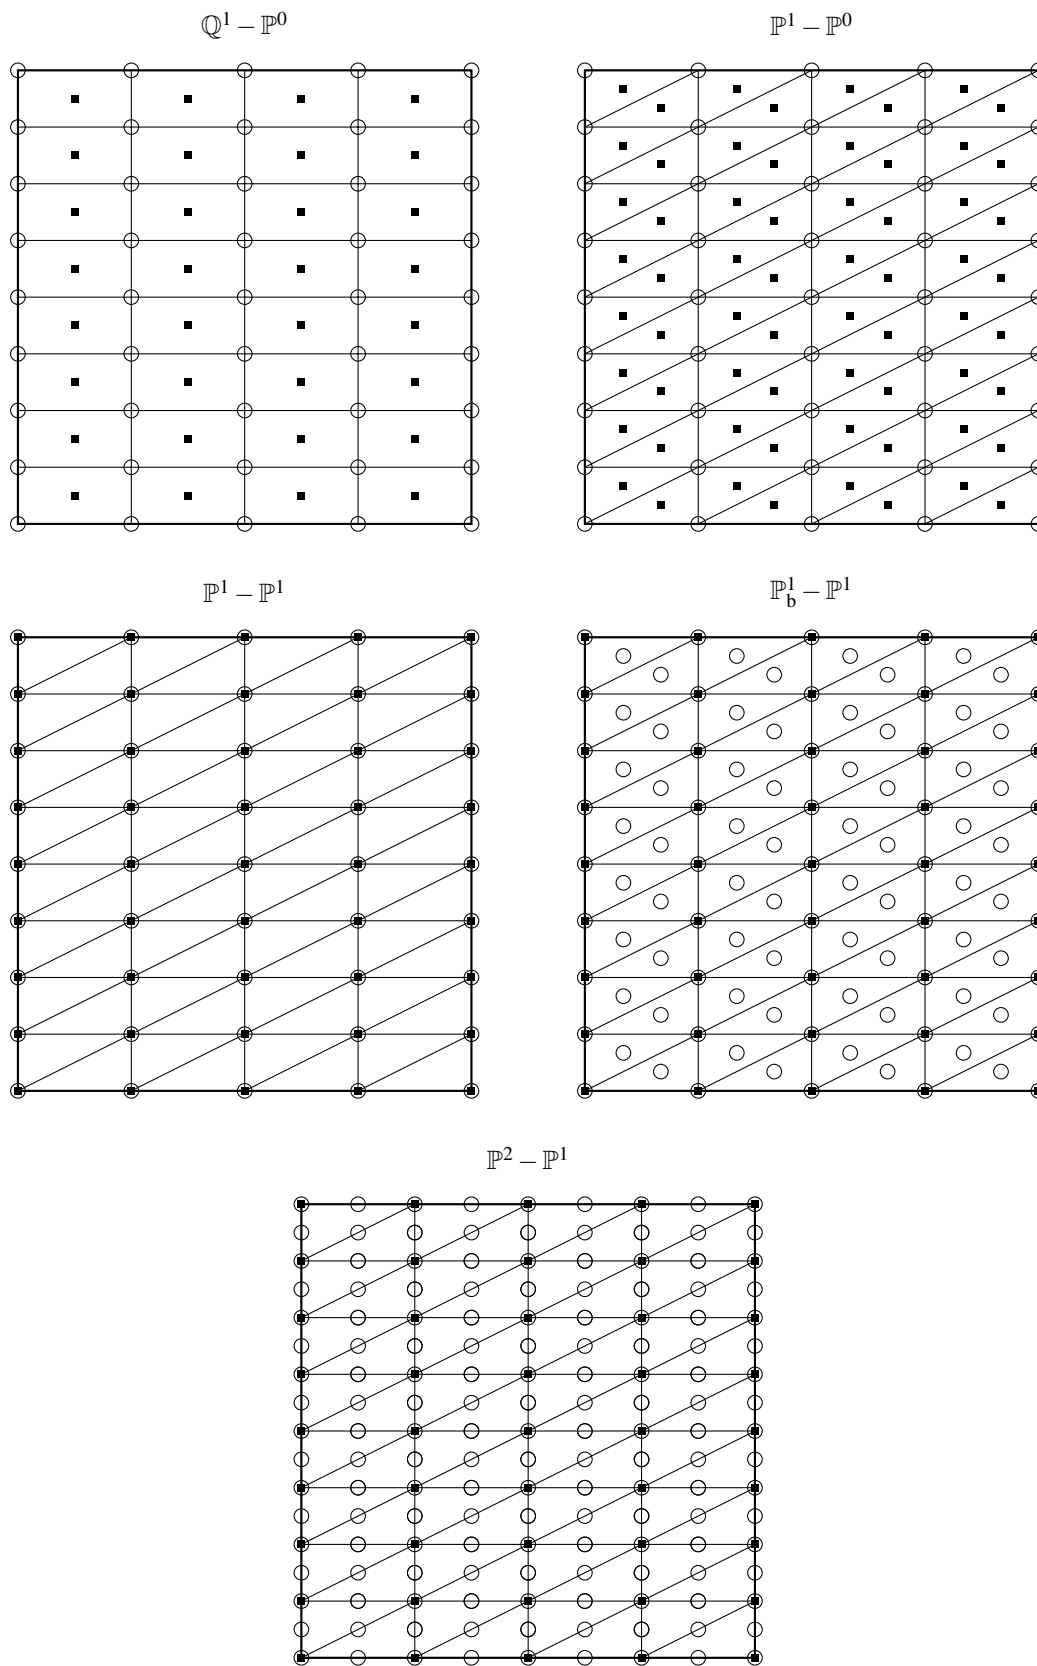 ℚ¹ – ℙ⁰
ℙ¹ – ℙ⁰
ℙ¹ – ℙ¹
ℙ¹_b – ℙ¹
ℙ² – ℙ¹